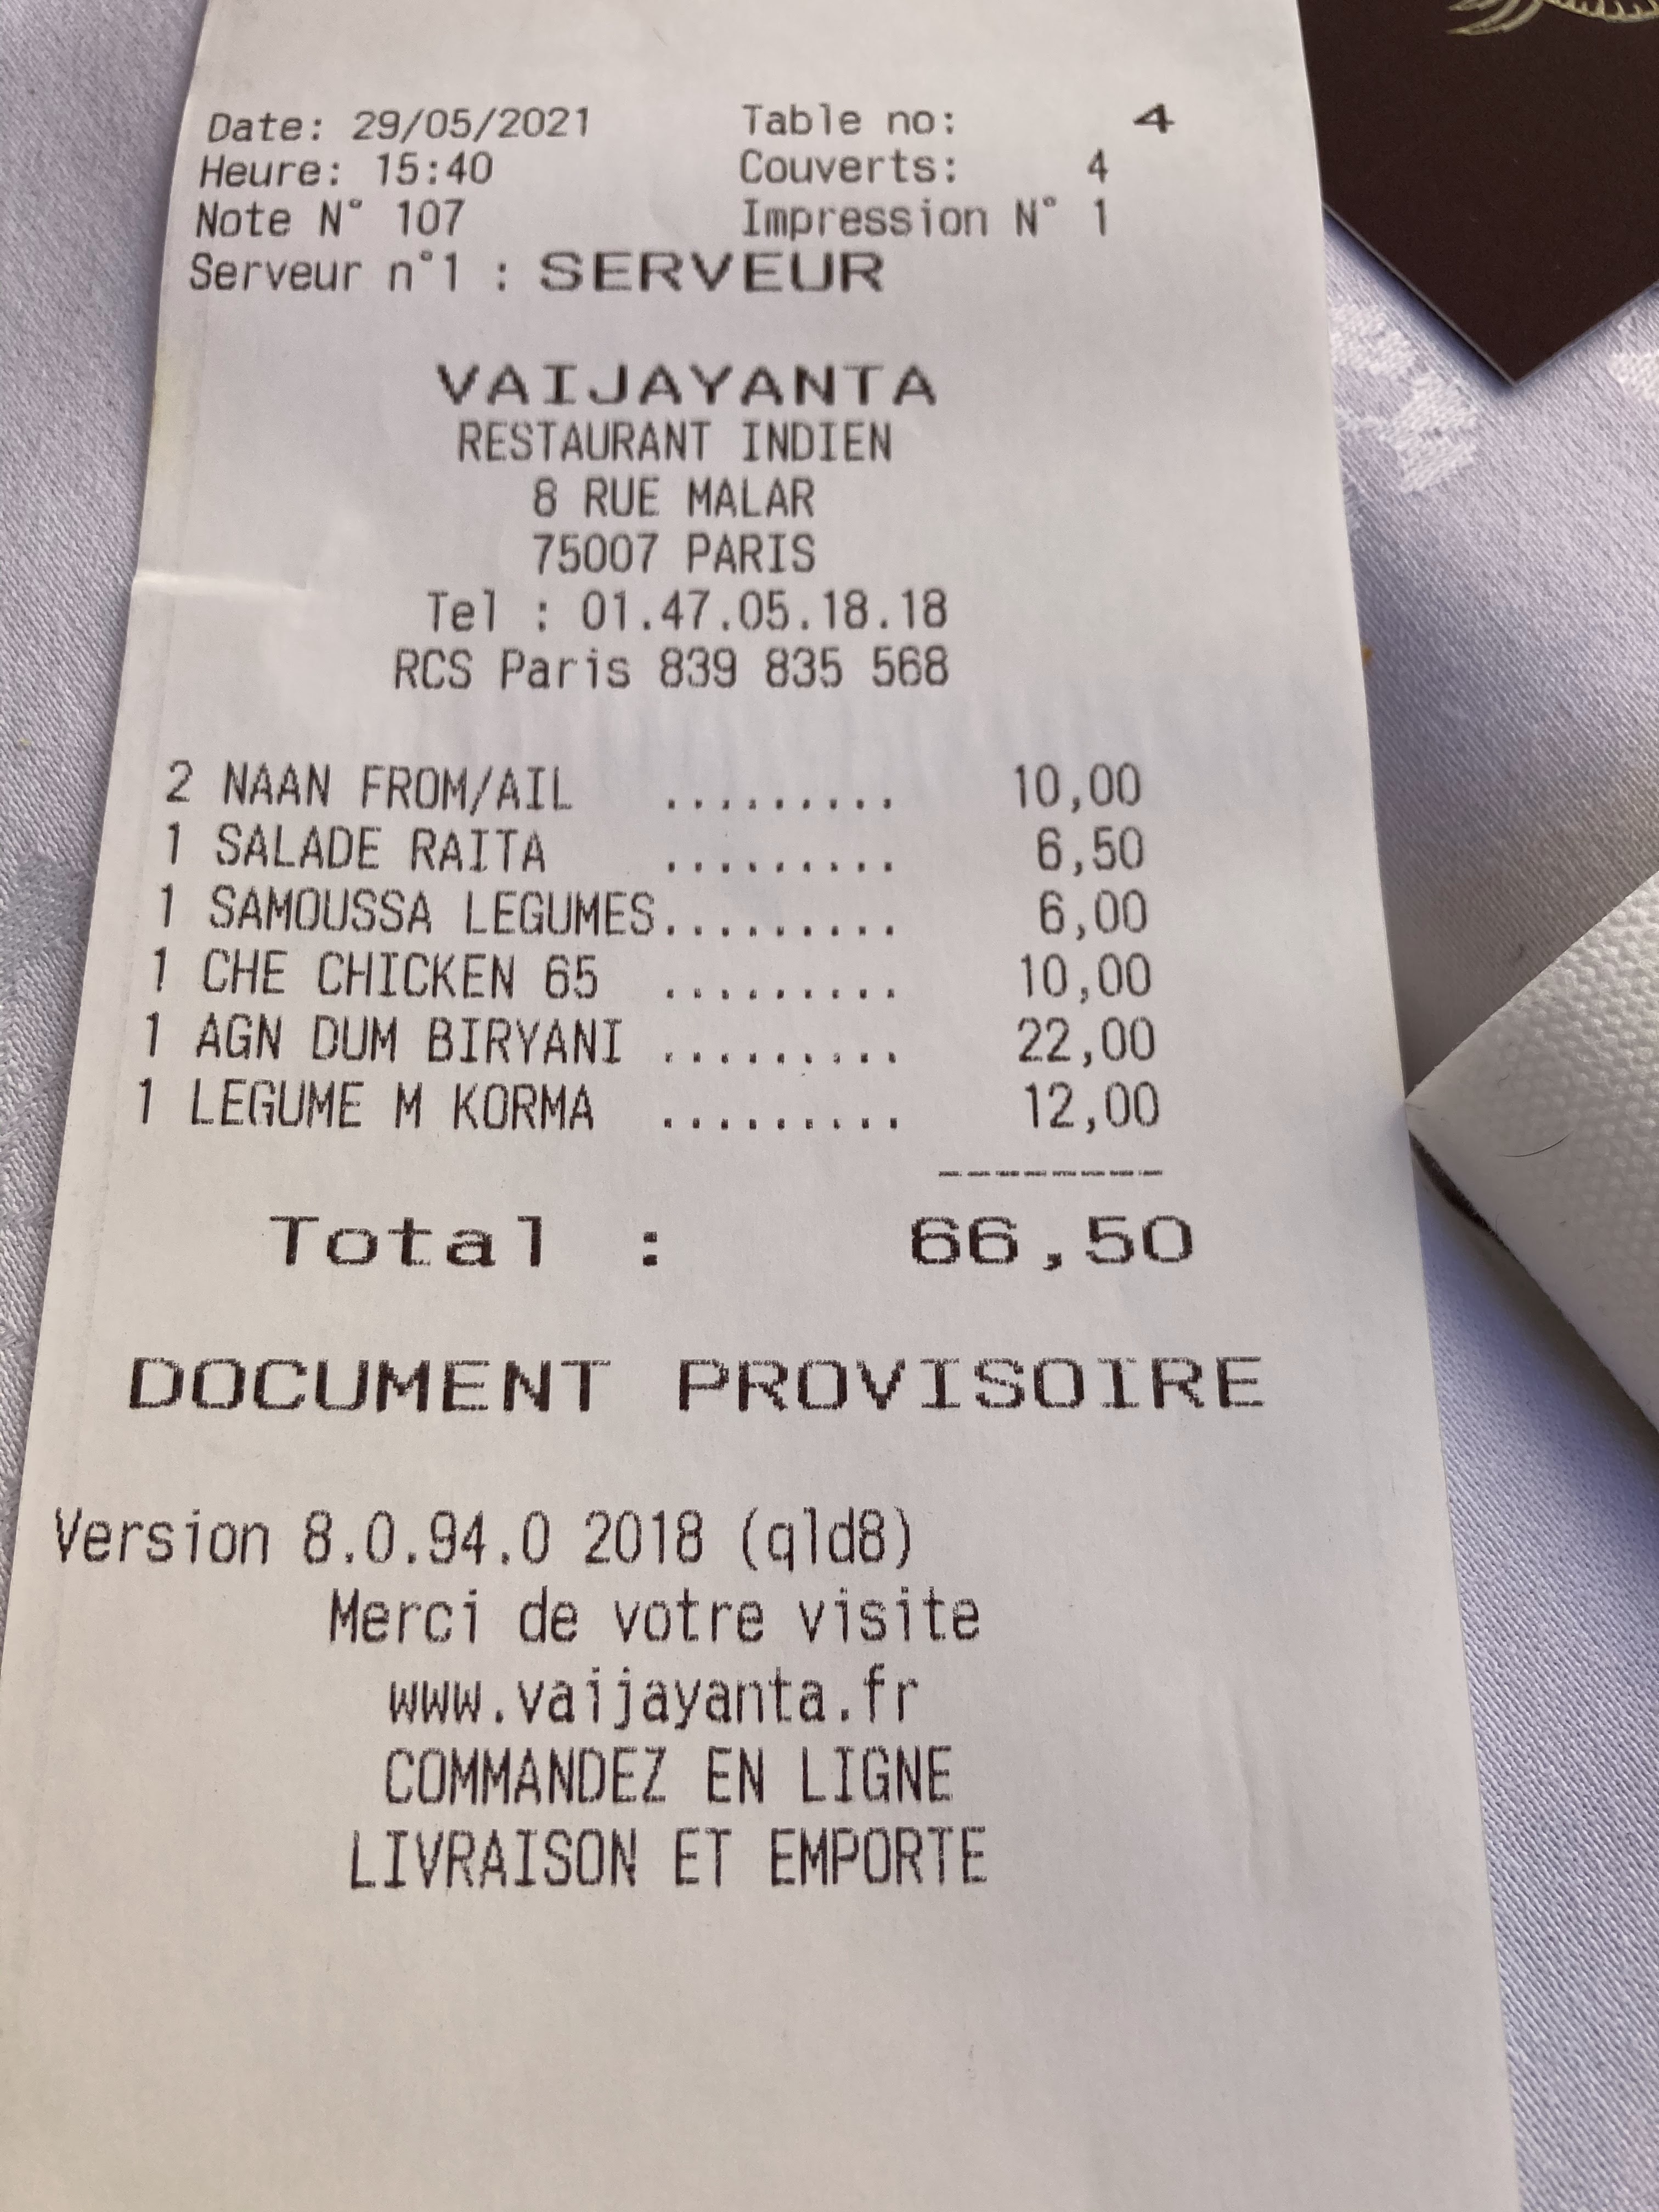 Date: 29/05/2021 Table no: 4
Heure: 15:40 Couverts: 4
Note N° 107 Impression N° 1
Serveur n°1 : SERVEUR
VAIJAYANTA
RESTAURANT INDIEN
8 RUE MALAR
75007 PARIS
Tel : 01.47.05.18.18
RCS Paris 839 835 568
2 NAAN FROM/AIL ......... 10,00
1 SALADE RAITA ......... 6,50
1 SAMOUSSA LEGUMES......... 6,00
1 CHE CHICKEN 65 ......... 10,00
1 AGN DUM BIRYANI ......... 22,00
1 LEGUME M KORMA ......... 12,00
--------
Total : 66,50
DOCUMENT PROVISOIRE
Version 8.0.94.0 2018 (qld8)
Merci de votre visite
www.vaijayanta.fr
COMMANDEZ EN LIGNE
LIVRAISON ET EMPORTE